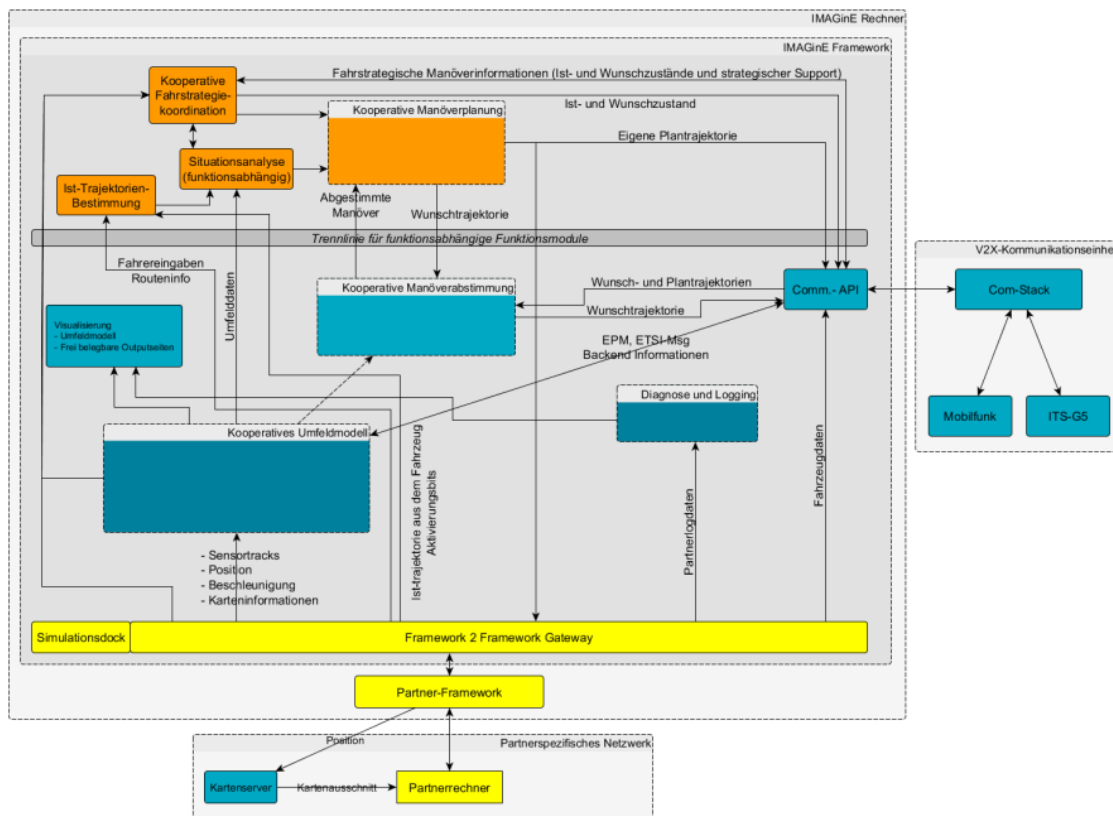 IMAGinE Rechner
IMAGinE Framework
Kooperative
Fahrstrategie-
koordination
Fahrstrategische Manöverinformationen (Ist- und Wunschzustände und strategischer Support)
Ist- und Wunschzustand
Kooperative Manöverplanung
Eigene Plantrajektorie
Situationsanalyse
(funktionsabhängig)
Ist-Trajektorien-
Bestimmung
Abgestimmte
Manöver
Wunschtrajektorie
Trennlinie für funktionsabhängige Funktionsmodule
V2X-Kommunikationseinhe
Fahrereingaben
Routeninfo
Umfelddaten
Kooperative Manöverabstimmung
Wunsch- und Plantrajektorien
Wunschtrajektorie
Comm.- API
Com-Stack
Visualisierung
- Umfeldmodell
- Frei belegbare Outputseiten
EPM, ETSI-Msg
Backend Informationen
Diagnose und Logging
Mobilfunk
ITS-G5
Kooperatives Umfeldmodell
Ist-trajektorie aus dem Fahrzeug
Aktivierungsbits
Partnerlogdaten
Fahrzeugdaten
- Sensortracks
- Position
- Beschleunigung
- Karteninformationen
Simulationsdock
Framework 2 Framework Gateway
Partner-Framework
Position
Partnerspezifisches Netzwerk
Kartenserver
Kartenausschnitt
Partnerrechner